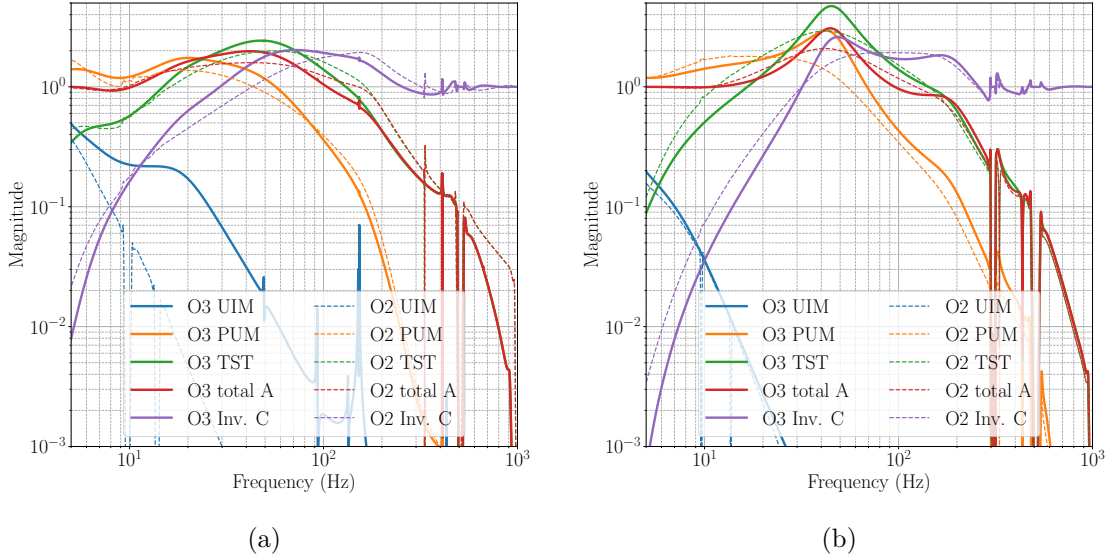 10^0
10^{-1}
10^{-2}
10^{-3}
Magnitude
O3 UIM
O3 PUM
O3 TST
O3 total A
O3 Inv. C
O2 UIM
O2 PUM
O2 TST
O2 total A
O2 Inv. C
10^1
10^2
10^3
Frequency (Hz)
(a)
10^0
10^{-1}
10^{-2}
10^{-3}
Magnitude
O3 UIM
O3 PUM
O3 TST
O3 total A
O3 Inv. C
O2 UIM
O2 PUM
O2 TST
O2 total A
O2 Inv. C
10^1
10^2
10^3
Frequency (Hz)
(b)